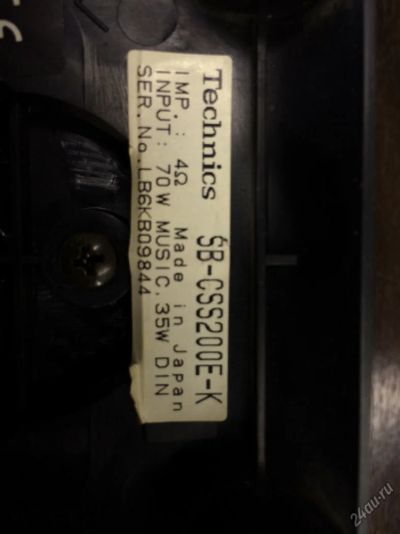 Technics SB-CSS200E-K
IMP.: 4Ω Made in Japan
INPUT: 70W MUSIC. 35W DIN
SER.No.LB6KB09844
24au.ru